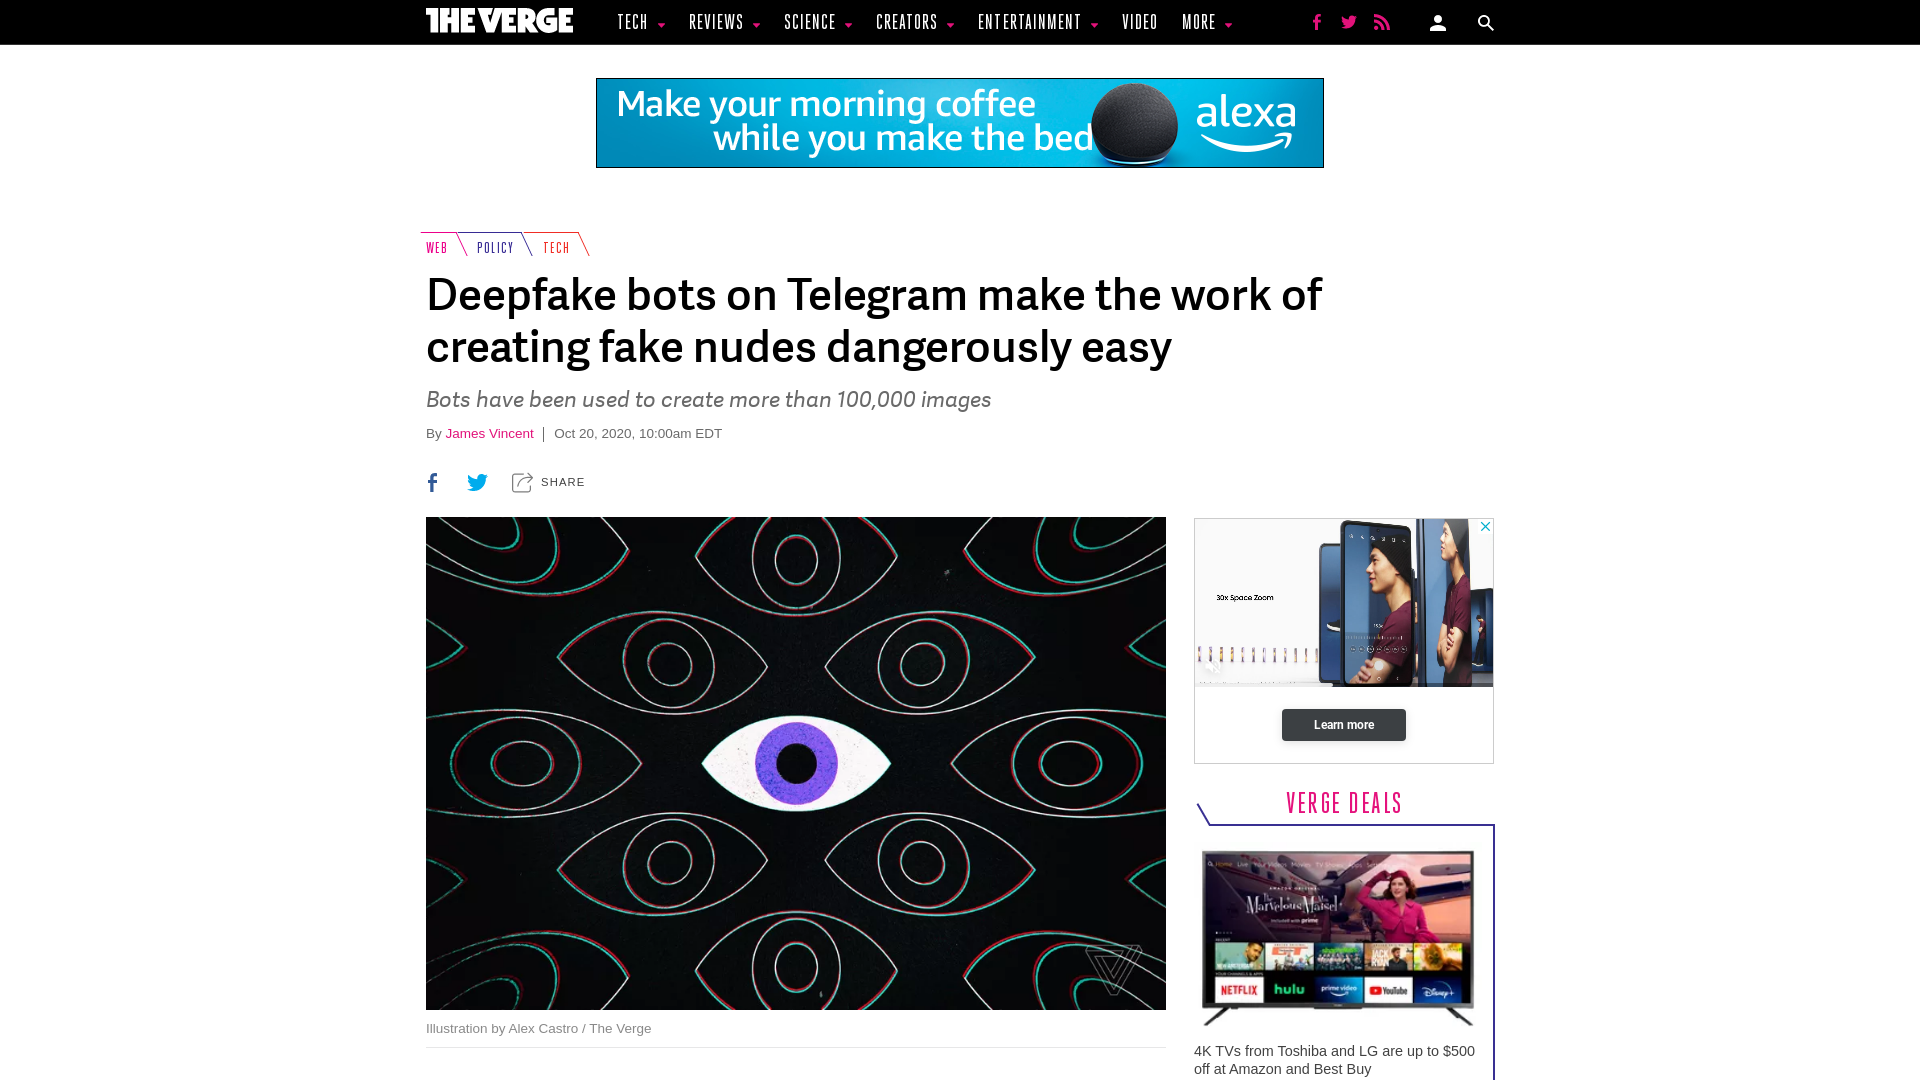 THE VERGE
TECH REVIEWS SCIENCE CREATORS ENTERTAINMENT VIDEO MORE
Make your morning coffee
while you make the bed
alexa
WEB POLICY TECH
Deepfake bots on Telegram make the work of
creating fake nudes dangerously easy
Bots have been used to create more than 100,000 images
By James Vincent | Oct 20, 2020, 10:00am EDT
SHARE
30x Space Zoom
Learn more
VERGE DEALS
The
Marvelous Mrs. Maisel
NETFLIX hulu prime video YouTube Disney+
4K TVs from Toshiba and LG are up to $500
off at Amazon and Best Buy
Illustration by Alex Castro / The Verge